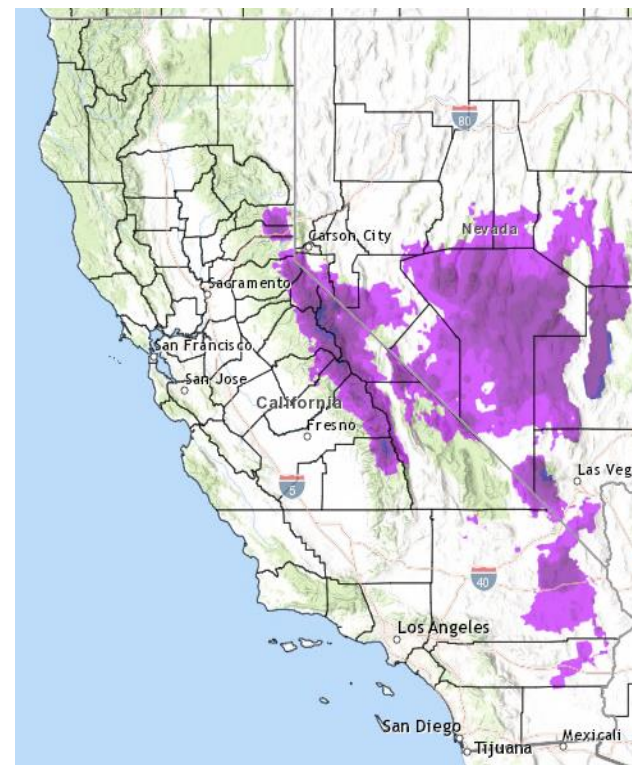 80
Nevada
Carson City
Sacramento
San Francisco
San Jose
California
Fresno
Las Veg
5
40
Los Angeles
San Diego
Tijuana
Mexicali